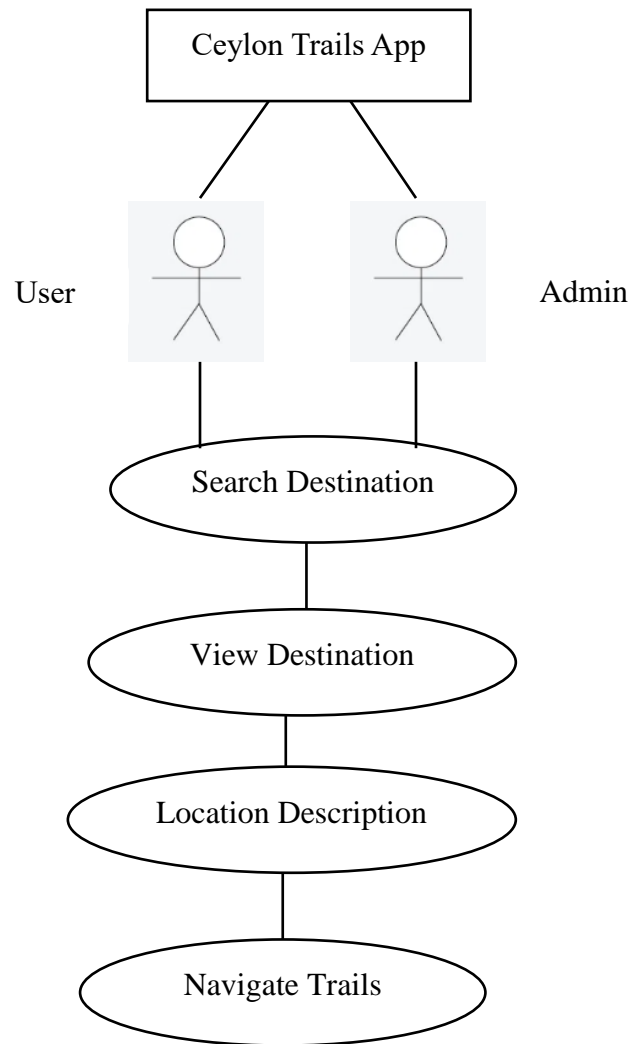 Ceylon Trails App
User
Admin
Search Destination
View Destination
Location Description
Navigate Trails